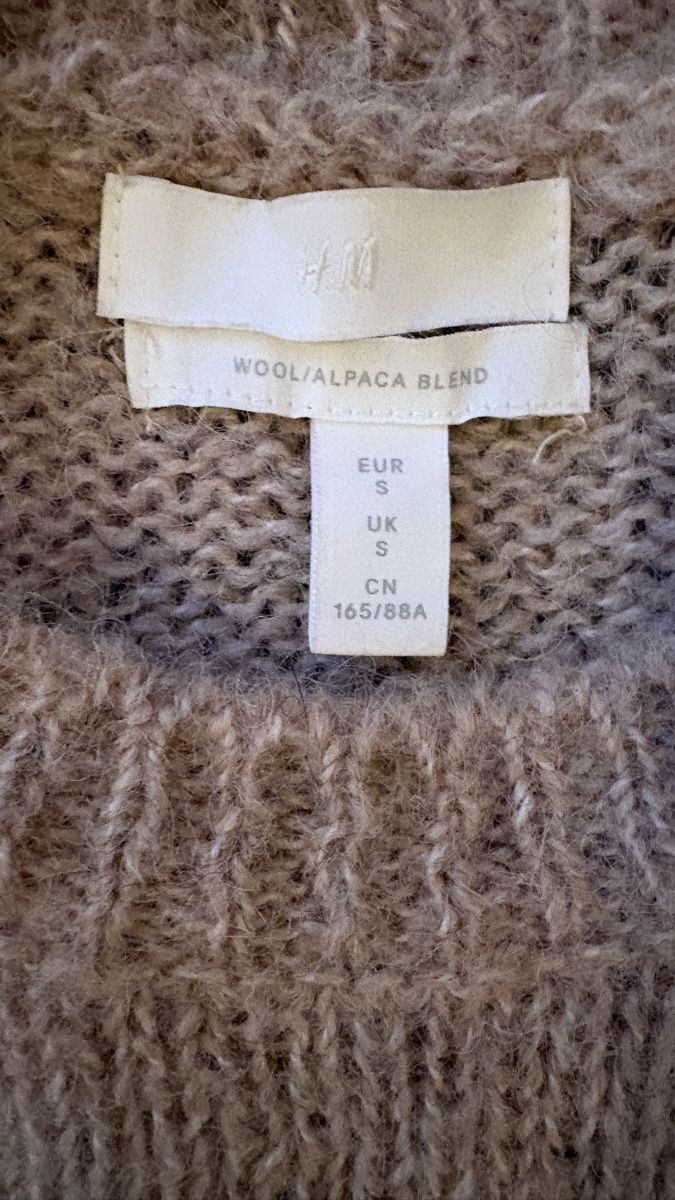 H&M
WOOL/ALPACA BLEND
EUR
S
UK
S
CN
165/88A